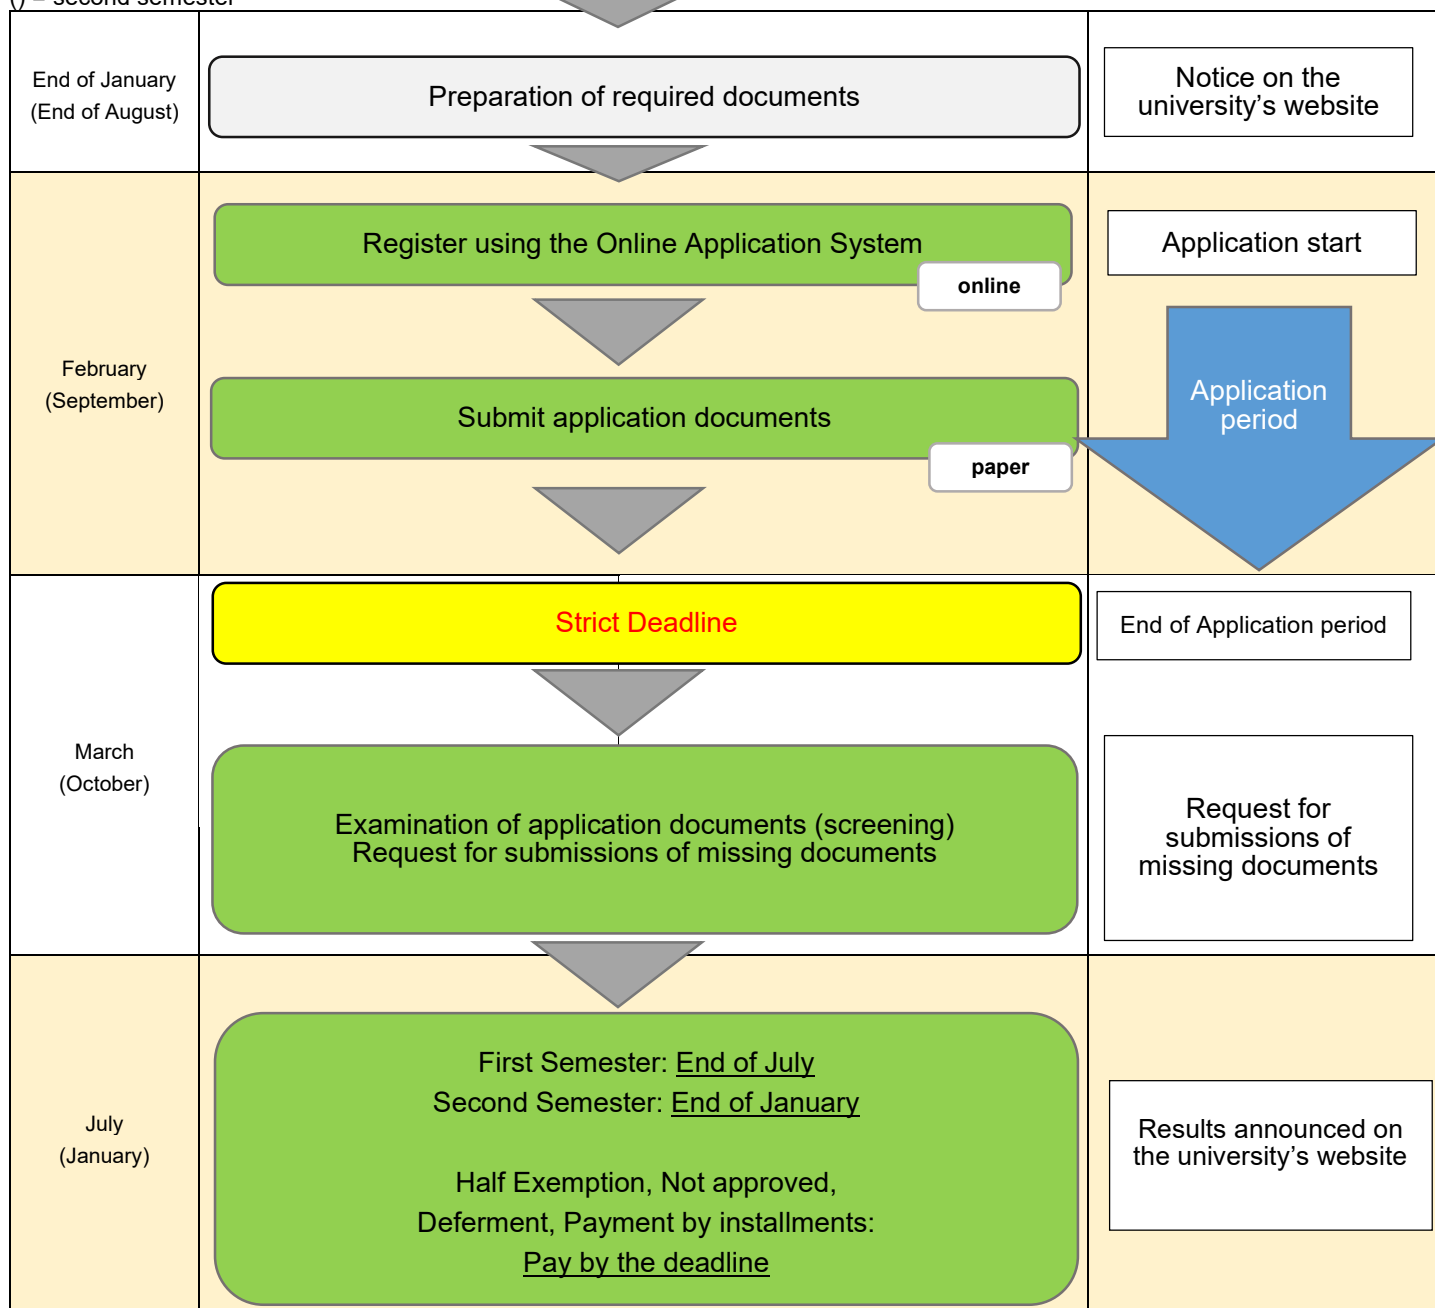 () = second semester
End of January
(End of August)
Preparation of required documents
Notice on the
university's website
Register using the Online Application System
online
Application start
February
(September)
Submit application documents
paper
Application
period
Strict Deadline
End of Application period
March
(October)
Examination of application documents (screening)
Request for submissions of missing documents
Request for
submissions of
missing documents
July
(January)
First Semester: End of July
Second Semester: End of January
Half Exemption, Not approved,
Deferment, Payment by installments:
Pay by the deadline
Results announced on
the university's website